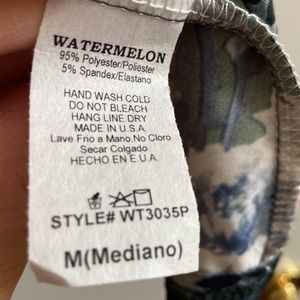 WATERMELON
95% Polyester/Poliester
5% Spandex/Elastano
HAND WASH COLD
DO NOT BLEACH
HANG LINE DRY
MADE IN U.S.A
Lave Frio a Mano.No Cloro
Secar Colgado
HECHO EN E.U.A.
STYLE# WT3035P
M(Mediano)